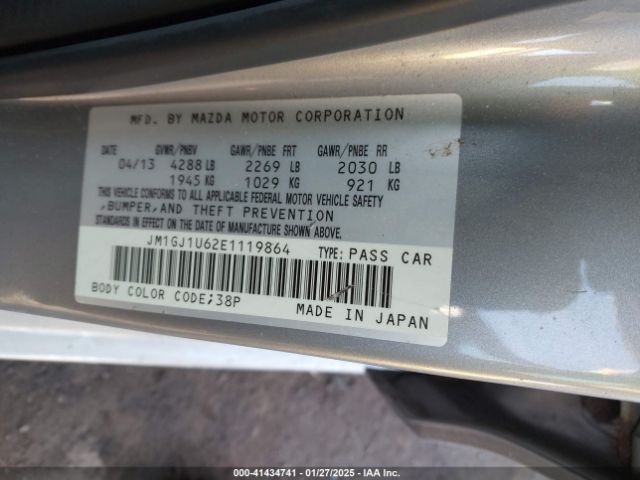 MFD. BY MAZDA MOTOR CORPORATION
DATE GVWR/PNBV GAWR/PNBE FRT GAWR/PNBE RR
04/13 4288 LB 2269 LB 2030 LB
1945 KG 1029 KG 921 KG
THIS VEHICLE CONFORMS TO ALL APPLICABLE FEDERAL MOTOR VEHICLE SAFETY
,BUMPER,AND THEFT PREVENTION
STANDARDS IN EFFECT ON THE DATE OF MANUFACTURE SHOWN ABOVE.
JM1GJ1U62E1119864 TYPE: PASS CAR
BODY COLOR CODE;38P
MADE IN JAPAN
000-41434741 | 01/27/2025 | IAA Inc.